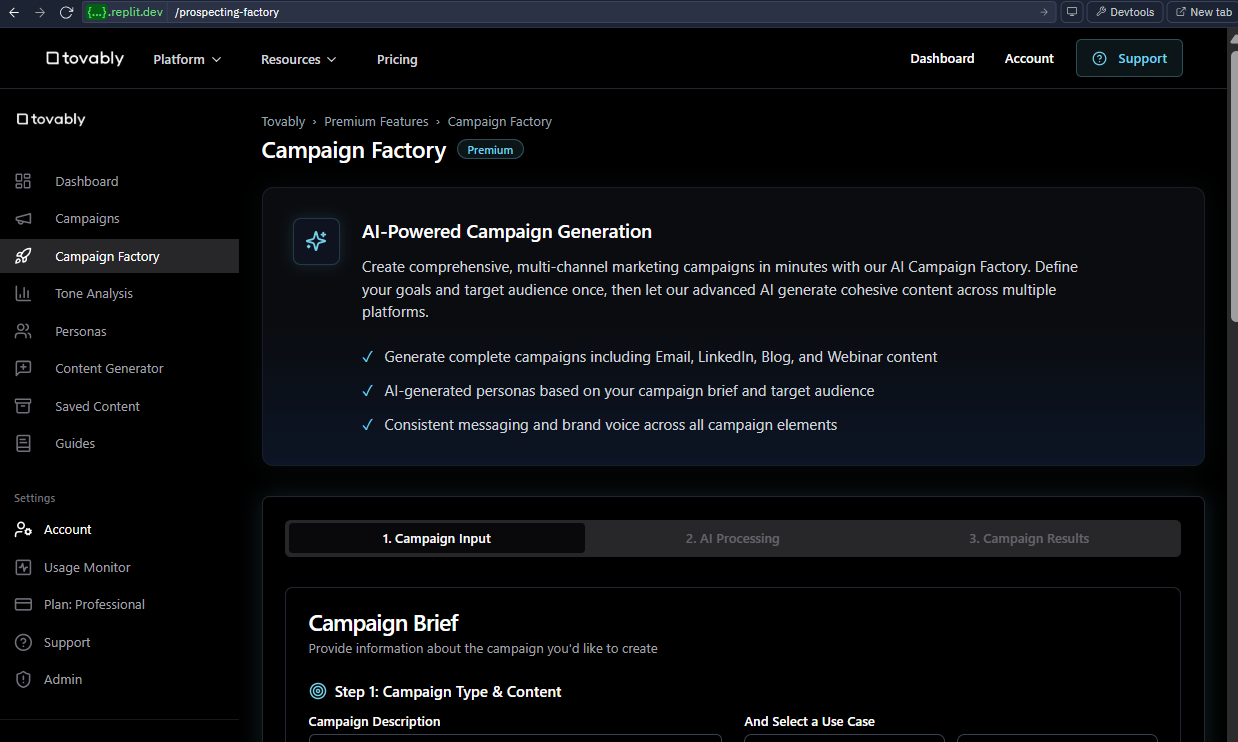 {...}.replit.dev /prospecting-factory
Devtools
New tab
tovably
Platform
Resources
Pricing
Dashboard
Account
Support
tovably
Dashboard
Campaigns
Campaign Factory
Tone Analysis
Personas
Content Generator
Saved Content
Guides
Settings
Account
Usage Monitor
Plan: Professional
Support
Admin
Tovably › Premium Features › Campaign Factory
Campaign Factory Premium
AI-Powered Campaign Generation
Create comprehensive, multi-channel marketing campaigns in minutes with our AI Campaign Factory. Define
your goals and target audience once, then let our advanced AI generate cohesive content across multiple
platforms.
✓ Generate complete campaigns including Email, LinkedIn, Blog, and Webinar content
✓ AI-generated personas based on your campaign brief and target audience
✓ Consistent messaging and brand voice across all campaign elements
1. Campaign Input
2. AI Processing
3. Campaign Results
Campaign Brief
Provide information about the campaign you'd like to create
Step 1: Campaign Type & Content
Campaign Description
And Select a Use Case